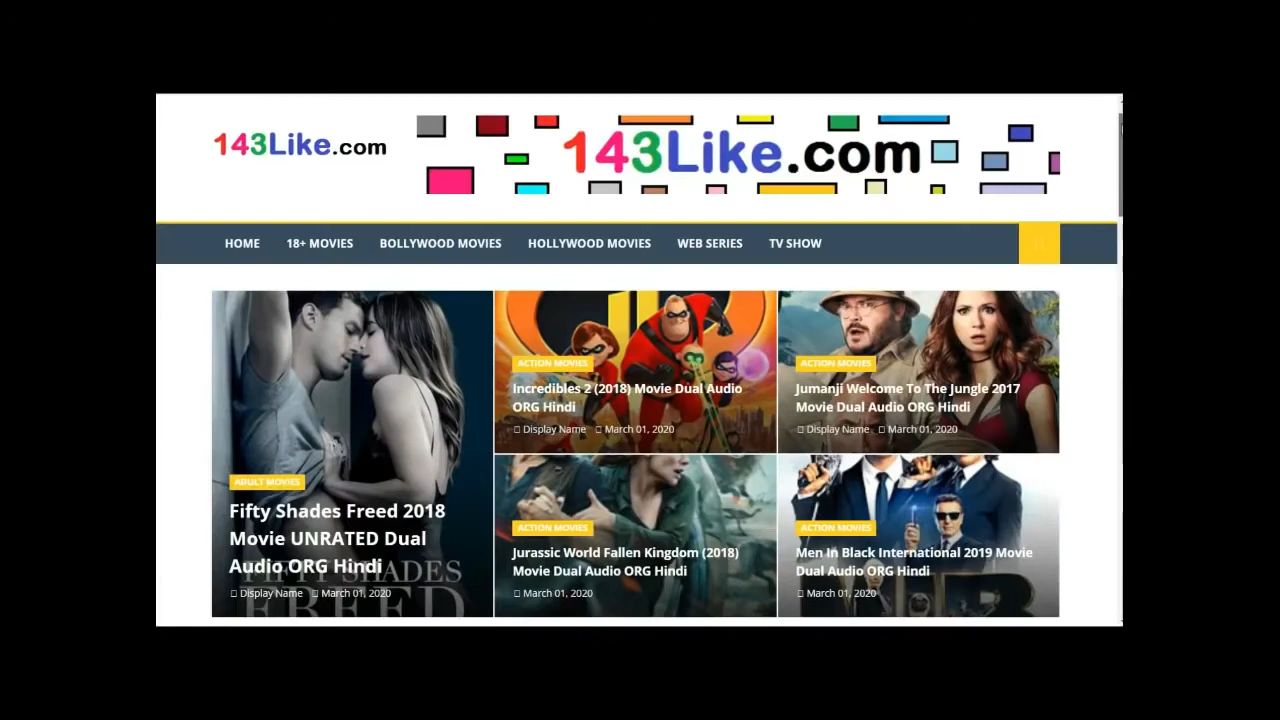 143Like.com
143Like.com
HOME 18+ MOVIES BOLLYWOOD MOVIES HOLLYWOOD MOVIES WEB SERIES TV SHOW
ADULT MOVIES
Fifty Shades Freed 2018
Movie UNRATED Dual
Audio ORG Hindi
Display Name March 01, 2020
FIFTY SHADES
FREED
ACTION MOVIES
Incredibles 2 (2018) Movie Dual Audio
ORG Hindi
Display Name March 01, 2020
ACTION MOVIES
Jumanji Welcome To The Jungle 2017
Movie Dual Audio ORG Hindi
Display Name March 01, 2020
ACTION MOVIES
Jurassic World Fallen Kingdom (2018)
Movie Dual Audio ORG Hindi
March 01, 2020
ACTION MOVIES
Men In Black International 2019 Movie
Dual Audio ORG Hindi
March 01, 2020